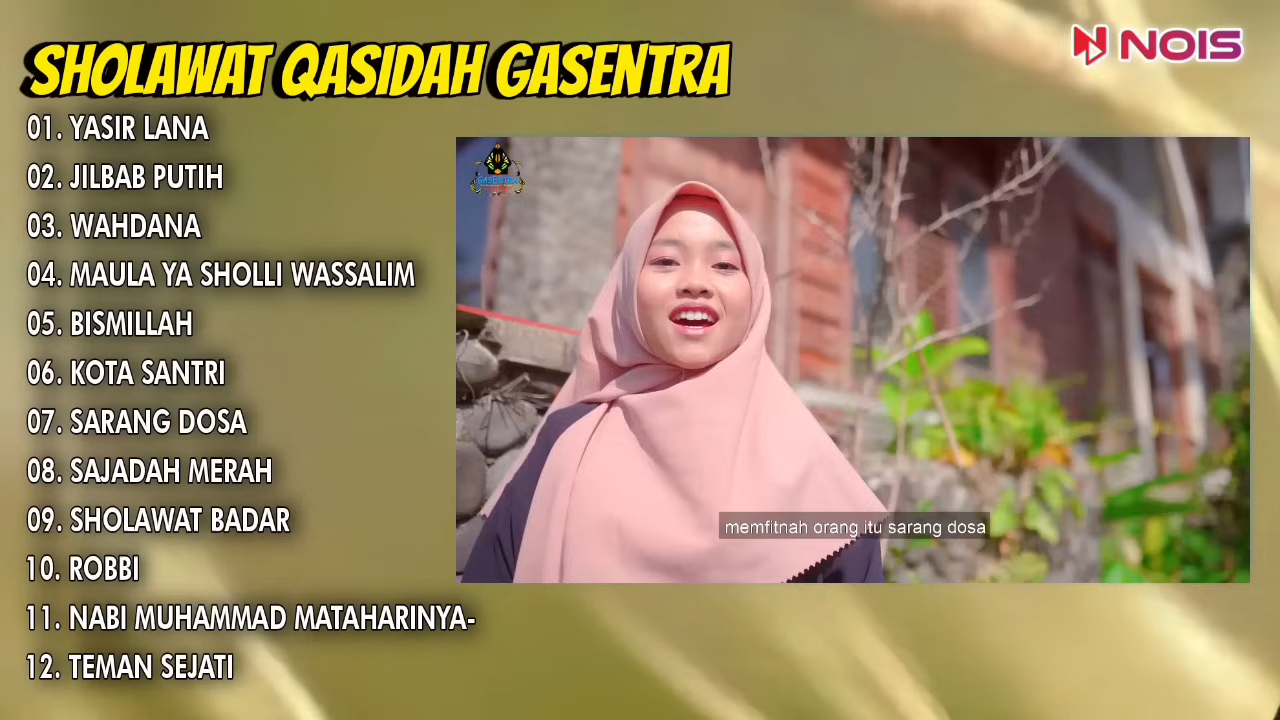 SHOLAWAT QASIDAH GASENTRA
NOIS
01. YASIR LANA
02. JILBAB PUTIH
03. WAHDANA
04. MAULA YA SHOLLI WASSALIM
05. BISMILLAH
06. KOTA SANTRI
07. SARANG DOSA
08. SAJADAH MERAH
09. SHOLAWAT BADAR
10. ROBBI
11. NABI MUHAMMAD MATAHARINYA-
12. TEMAN SEJATI
GASENTRA
memfitnah orang itu sarang dosa